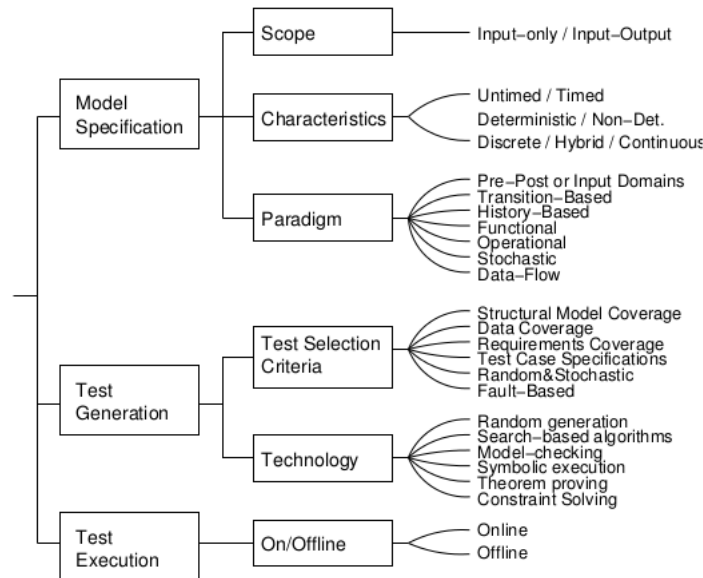 Scope
Input-only / Input-Output
Model
Specification
Characteristics
Untimed / Timed
Deterministic / Non-Det.
Discrete / Hybrid / Continuous
Paradigm
Pre-Post or Input Domains
Transition-Based
History-Based
Functional
Operational
Stochastic
Data-Flow
Test
Generation
Test Selection
Criteria
Structural Model Coverage
Data Coverage
Requirements Coverage
Test Case Specifications
Random&Stochastic
Fault-Based
Technology
Random generation
Search-based algorithms
Model-checking
Symbolic execution
Theorem proving
Constraint Solving
Test
Execution
On/Offline
Online
Offline